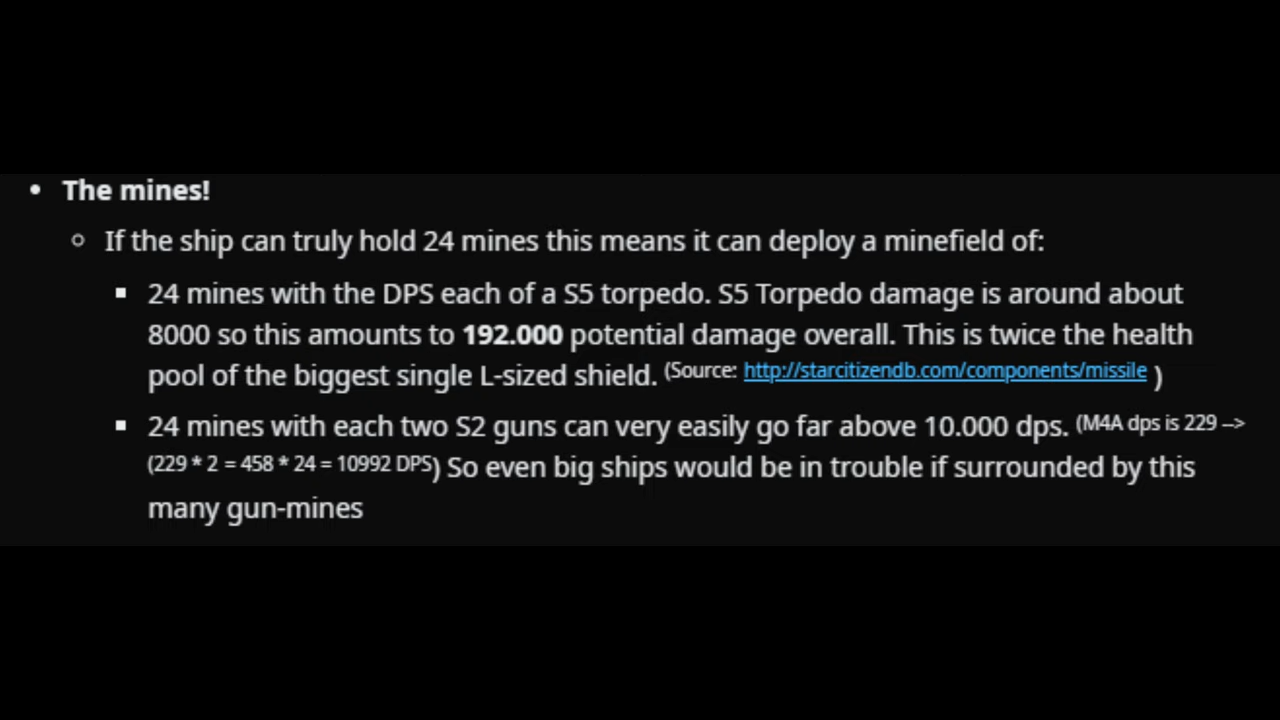 • The mines!
○ If the ship can truly hold 24 mines this means it can deploy a minefield of:
▪ 24 mines with the DPS each of a S5 torpedo. S5 Torpedo damage is around about
8000 so this amounts to 192.000 potential damage overall. This is twice the health
pool of the biggest single L-sized shield. (Source: http://starcitizendb.com/components/missile )
▪ 24 mines with each two S2 guns can very easily go far above 10.000 dps. (M4A dps is 229 -->
(229 * 2 = 458 * 24 = 10992 DPS) So even big ships would be in trouble if surrounded by this
many gun-mines